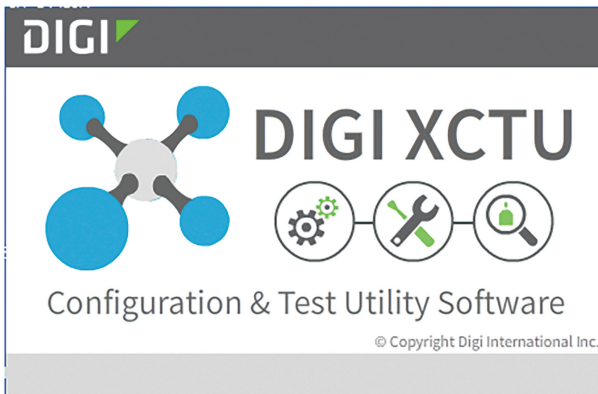 DIGI
DIGI XCTU
Configuration & Test Utility Software
© Copyright Digi International Inc.